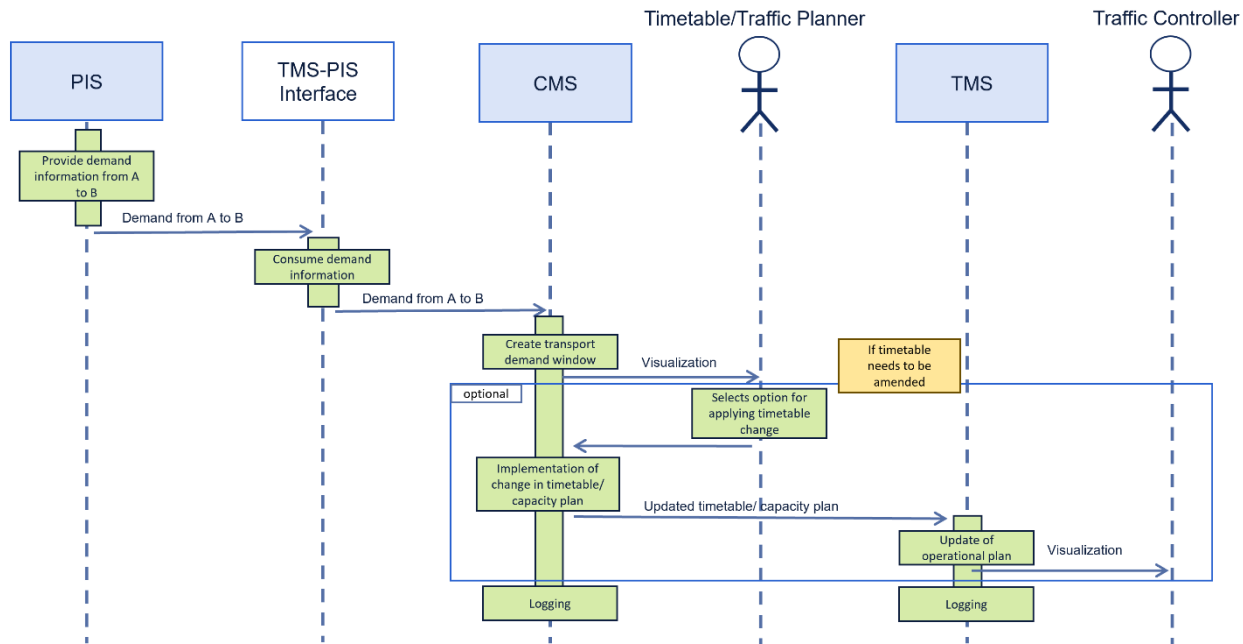 Timetable/Traffic Planner
Traffic Controller
PIS
TMS-PIS
Interface
CMS
TMS
Provide demand
information from A
to B
Demand from A to B
Consume demand
information
Demand from A to B
Create transport
demand window
Visualization
If timetable
needs to be
amended
optional
Selects option for
applying timetable
change
Implementation of
change in timetable/
capacity plan
Updated timetable/ capacity plan
Update of
operational plan
Visualization
Logging
Logging